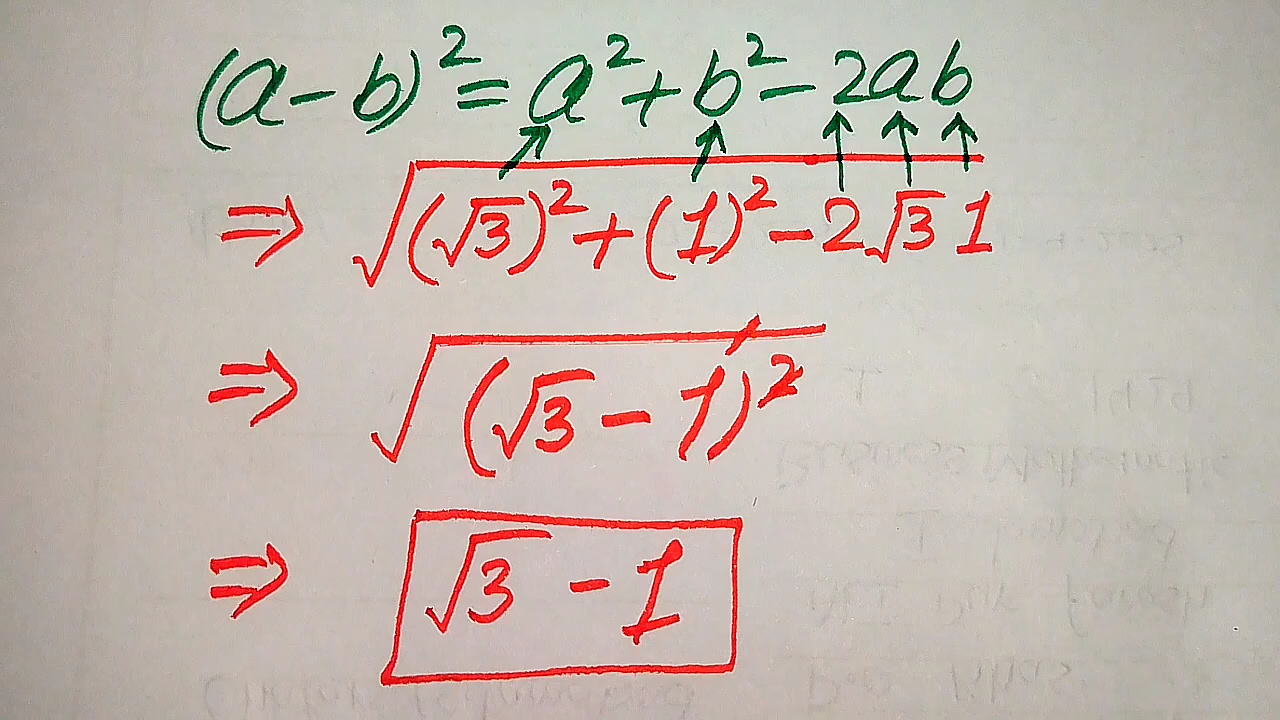 (a - b)² = a² + b² - 2ab
⇒ √((√3)² + (1)² - 2√3 1)
⇒ √((√3 - 1)²)
⇒ √3 - 1